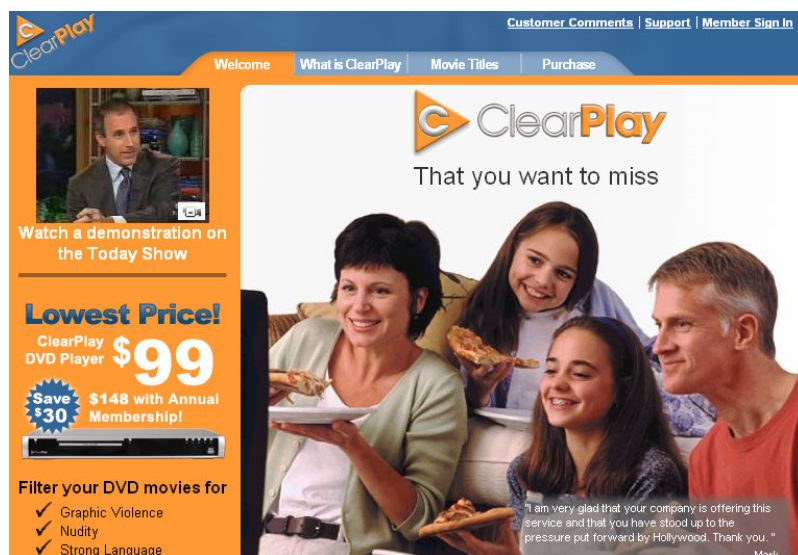 ClearPlay
Customer Comments | Support | Member Sign In
Welcome
What is ClearPlay
Movie Titles
Purchase
Watch a demonstration on
the Today Show
Lowest Price!
ClearPlay
DVD Player $99
Save
$30
$148 with Annual
Membership!
Filter your DVD movies for
Graphic Violence
Nudity
Strong Language
C ClearPlay
That you want to miss
"I am very glad that your company is offering this
service and that you have stood up to the
pressure put forward by Hollywood. Thank you. "
Mark